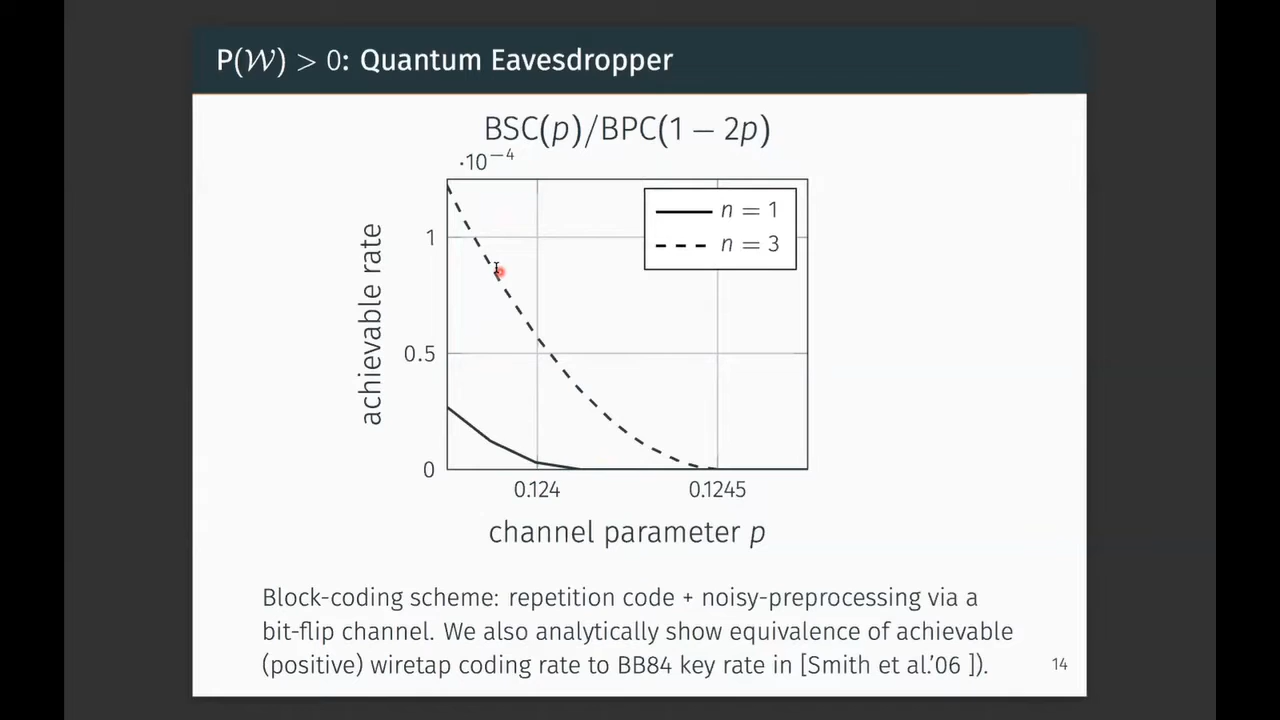 P(𝒲) > 0: Quantum Eavesdropper
BSC(p)/BPC(1 − 2p)
·10⁻⁴
n = 1
n = 3
achievable rate
1
0.5
0
0.124
0.1245
channel parameter p
Block-coding scheme: repetition code + noisy-preprocessing via a
bit-flip channel. We also analytically show equivalence of achievable
(positive) wiretap coding rate to BB84 key rate in [Smith et al.’06 ]).
14